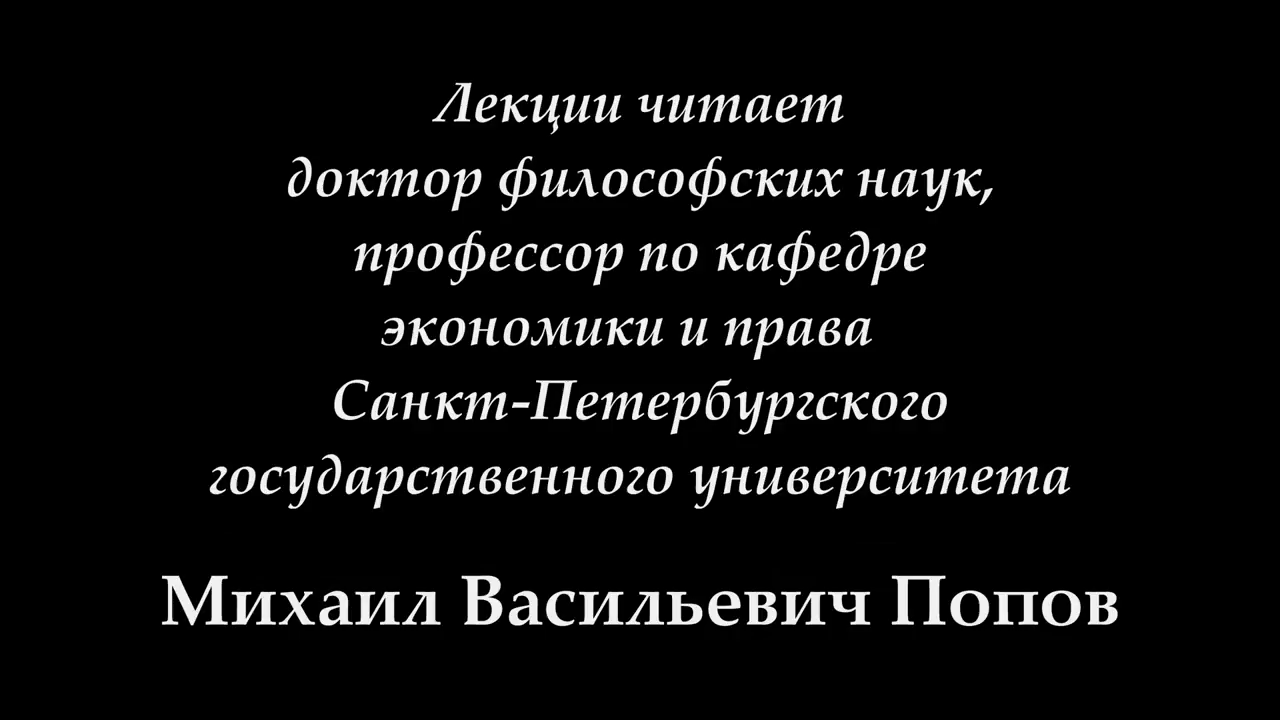 Лекции читает
доктор философских наук,
профессор по кафедре
экономики и права
Санкт-Петербургского
государственного университета
Михаил Васильевич Попов